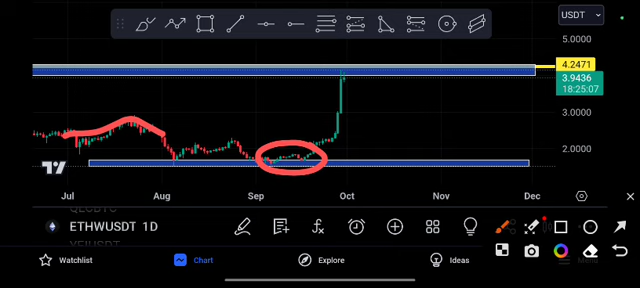 USDT
5.0000
4.2471
3.9436
18:25:07
3.0000
2.0000
Jul
Aug
Sep
Oct
Nov
Dec
ETHWUSDT 1D
Watchlist
Chart
Explore
Ideas
Menu